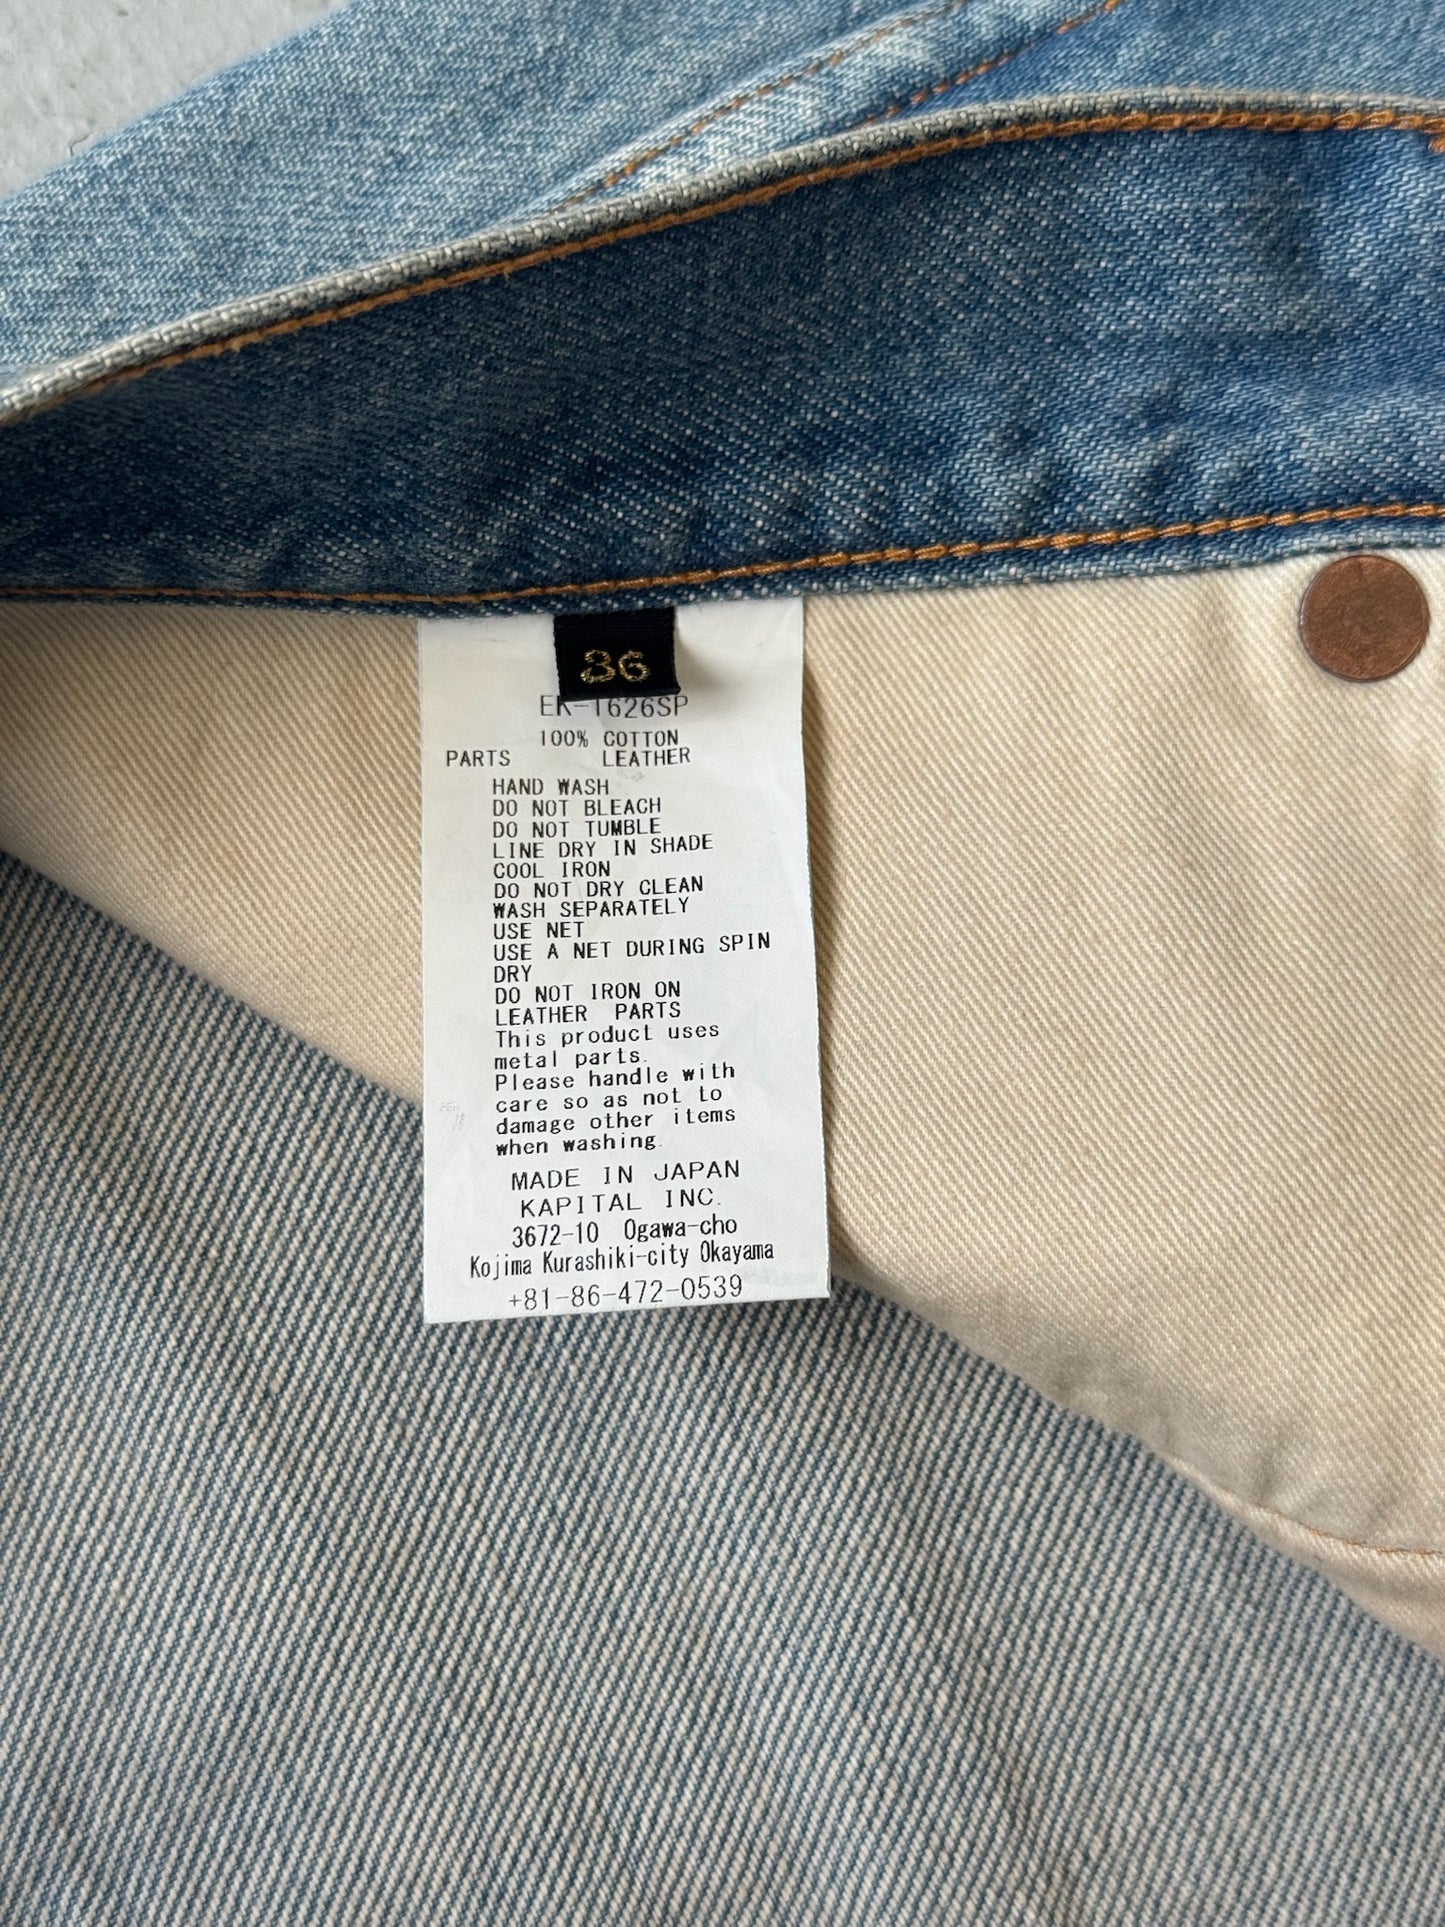 36
EK-1626SP
100% COTTON
PARTS LEATHER
HAND WASH
DO NOT BLEACH
DO NOT TUMBLE
LINE DRY IN SHADE
COOL IRON
DO NOT DRY CLEAN
WASH SEPARATELY
USE NET
USE A NET DURING SPIN
DRY
DO NOT IRON ON
LEATHER PARTS
This product uses
metal parts.
Please handle with
care so as not to
damage other items
when washing.
MADE IN JAPAN
KAPITAL INC.
3672-10 Ogawa-cho
Kojima Kurashiki-city Okayama
+81-86-472-0539